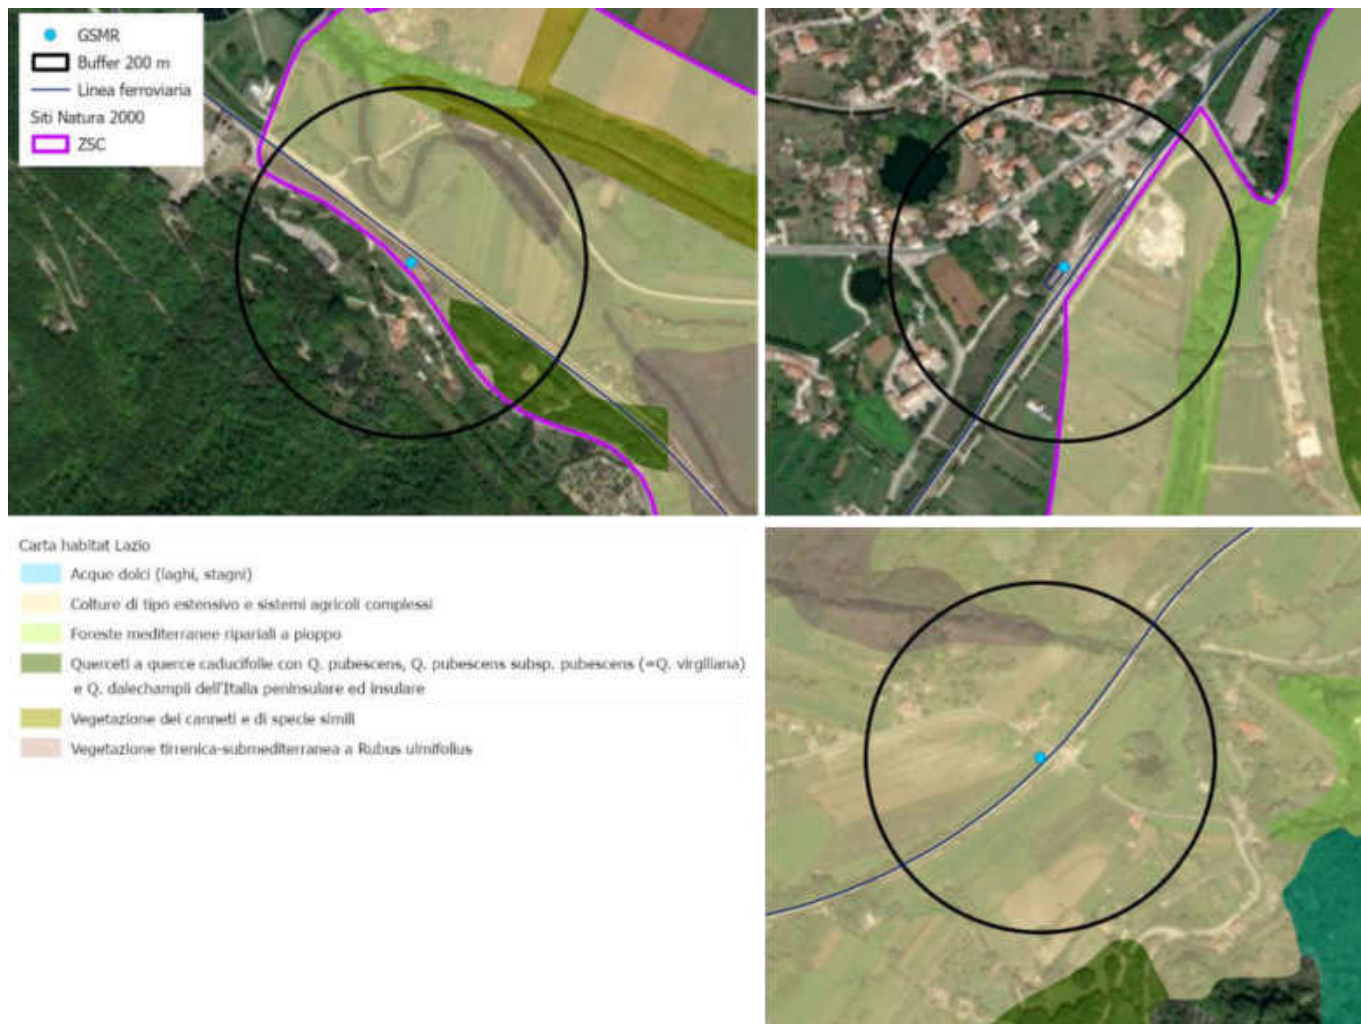 GSMR
Buffer 200 m
Linea ferroviaria
Siti Natura 2000
ZSC
Carta habitat Lazio
Acque dolci (laghi, stagni)
Colture di tipo estensivo e sistemi agricoli complessi
Foreste mediterranee ripariali a pioppo
Querceti a querce caducifolie con Q. pubescens, Q. pubescens subsp. pubescens (=Q. virgiliana)
e Q. dalechampii dell'Italia peninsulare ed insulare
Vegetazione dei canneti e di specie simili
Vegetazione tirrenica-submediterranea a Rubus ulmifolius